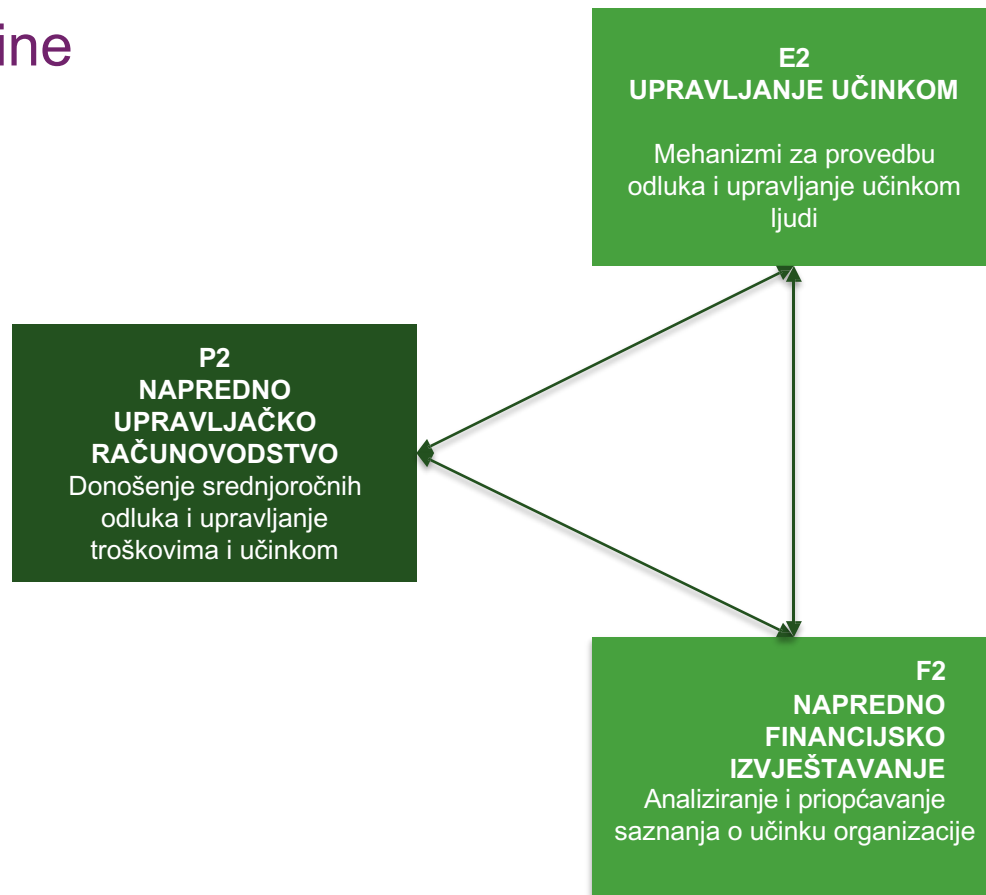 ine
E2
UPRAVLJANJE UČINKOM
Mehanizmi za provedbu
odluka i upravljanje učinkom
ljudi
P2
NAPREDNO
UPRAVLJAČKO
RAČUNOVODSTVO
Donošenje srednjoročnih
odluka i upravljanje
troškovima i učinkom
F2
NAPREDNO
FINANCIJSKO
IZVJEŠTAVANJE
Analiziranje i priopćavanje
saznanja o učinku organizacije